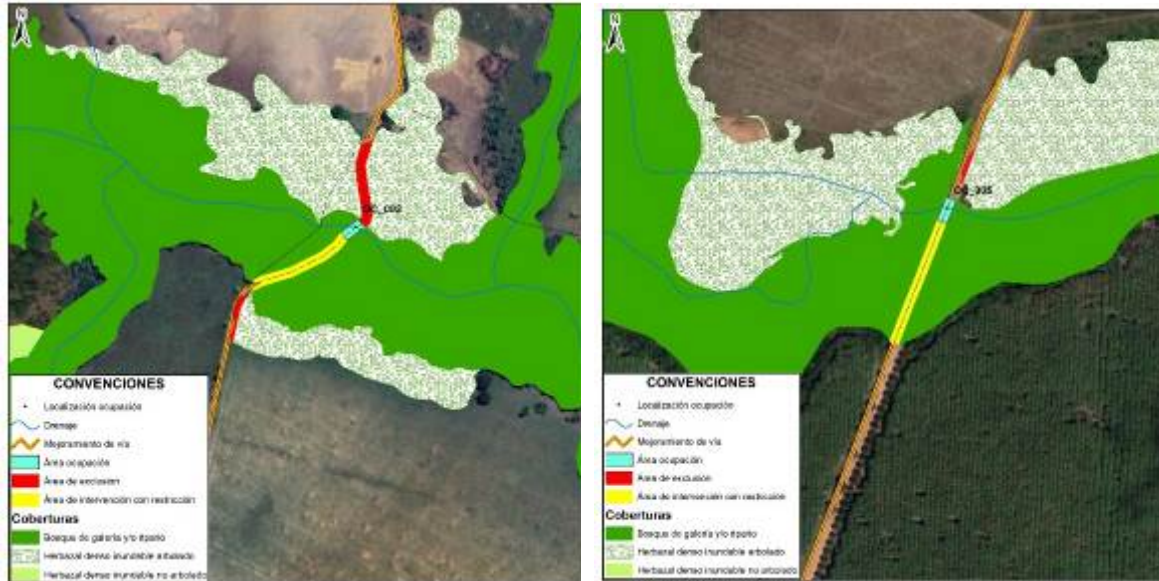 N
CONVENCIONES
Localización ocupación
Drenaje
Mejoramiento de vía
Área ocupación
Área de exclusión
Área de intervención con restricción
Coberturas
Bosque de galería y/o ripario
Herbazal denso inundable arbolado
Herbazal denso inundable no arbolado
N
CONVENCIONES
Localización ocupación
Drenaje
Mejoramiento de vía
Área ocupación
Área de exclusión
Área de intervención con restricción
Coberturas
Bosque de galería y/o ripario
Herbazal denso inundable arbolado
Herbazal denso inundable no arbolado